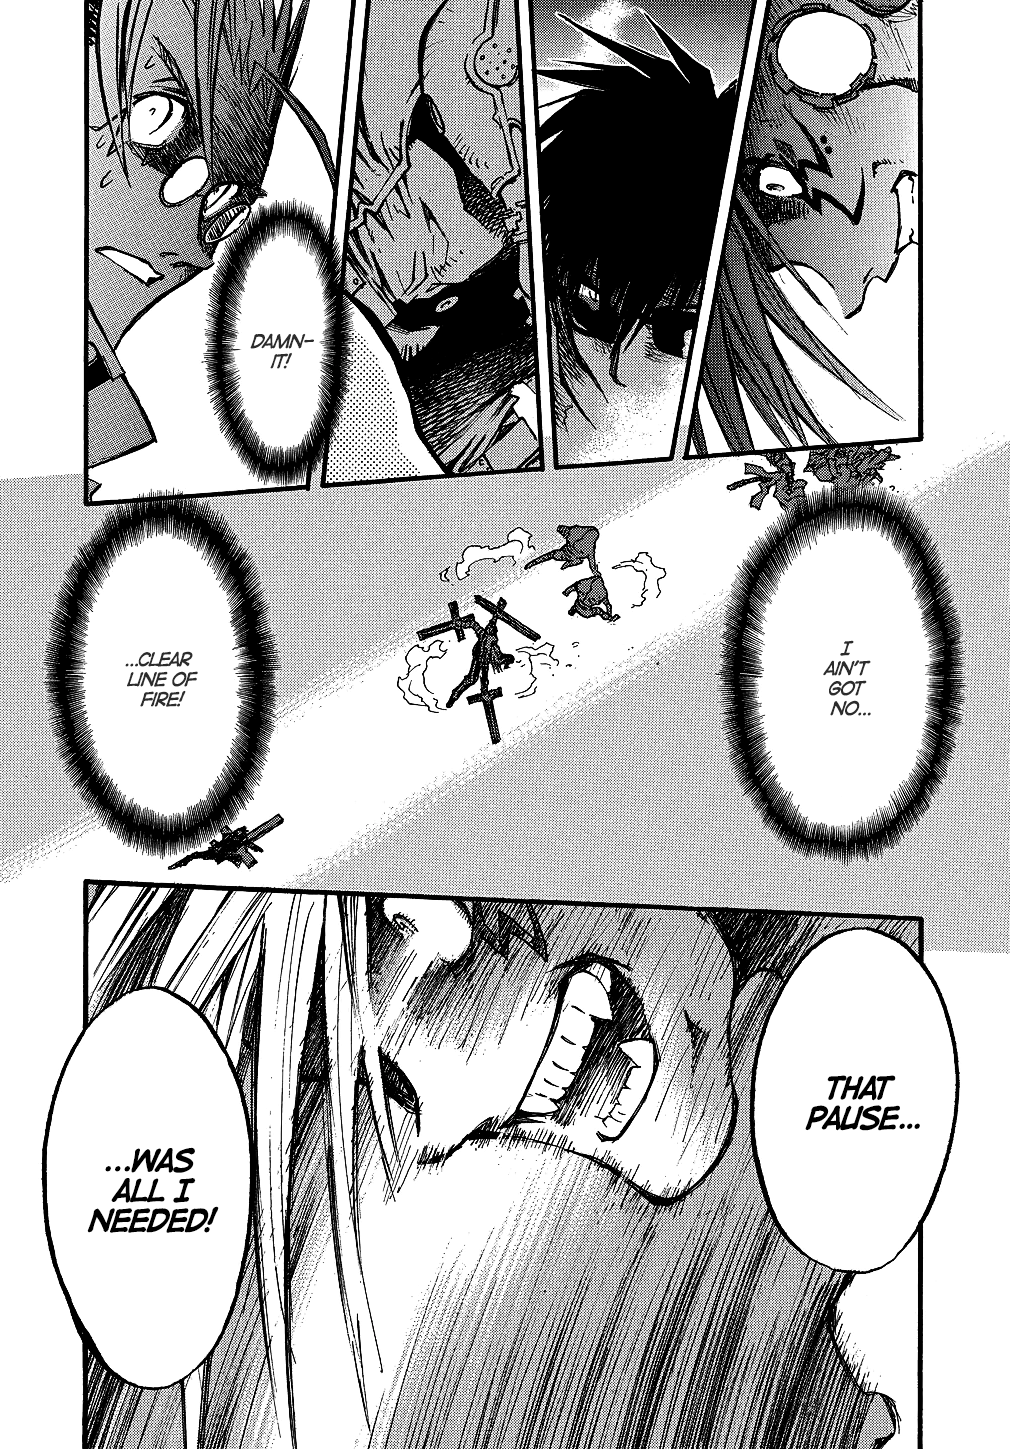 DAMN-
IT!
I
AIN'T
GOT
NO...
...CLEAR
LINE OF
FIRE!
THAT
PAUSE...
...WAS
ALL I
NEEDED!